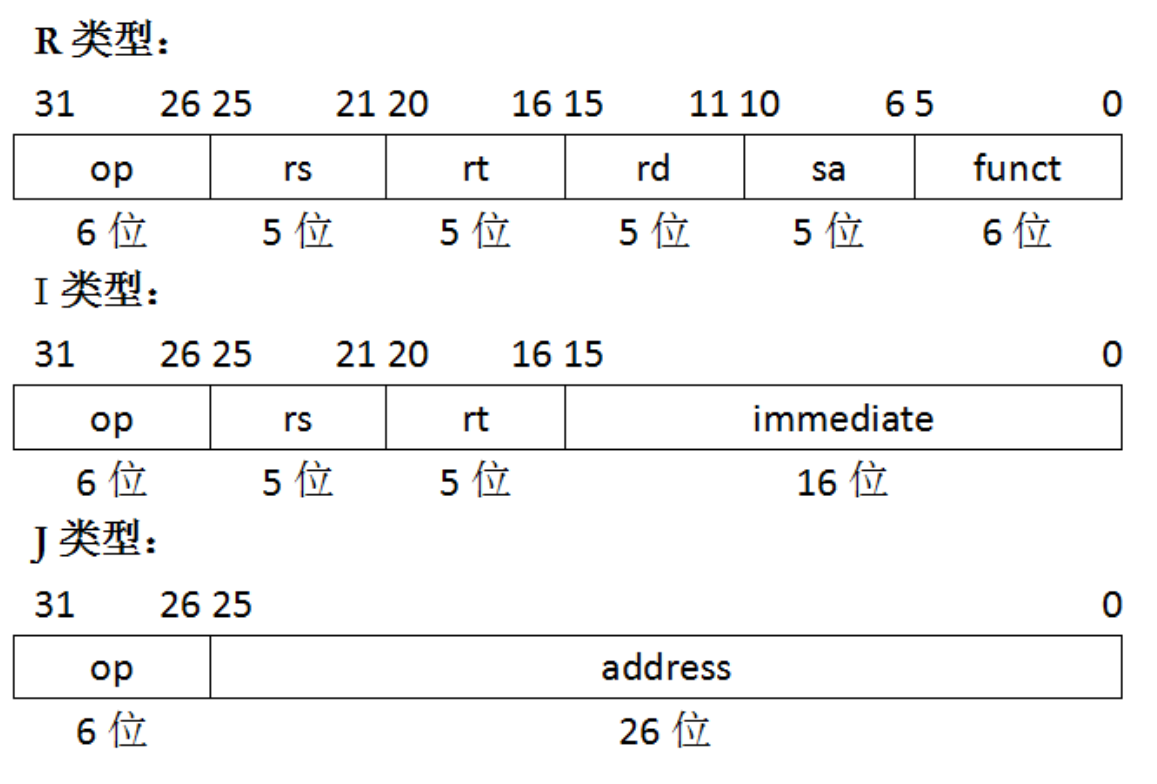 R 类型：
31 26 25 21 20 16 15 11 10 6 5 0
op rs rt rd sa funct
6 位 5 位 5 位 5 位 5 位 6 位
I 类型：
31 26 25 21 20 16 15 0
op rs rt immediate
6 位 5 位 5 位 16 位
J 类型：
31 26 25 0
op address
6 位 26 位